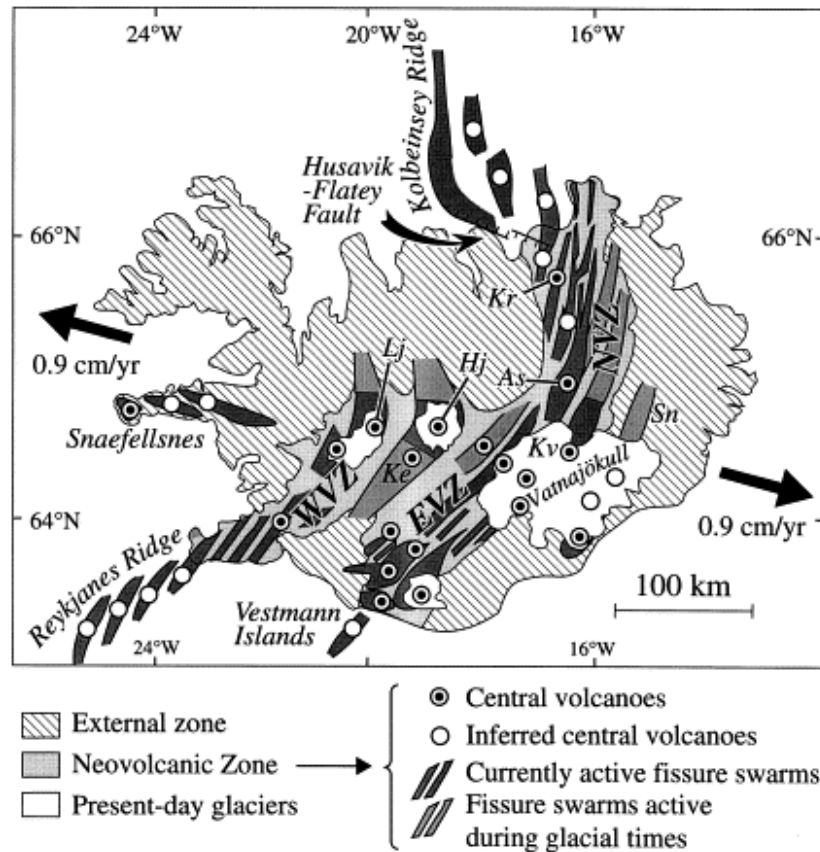 24°W 20°W 16°W
Kolbeinsey Ridge
Husavik
-Flatey
Fault
66°N 66°N
Kr
NVZ
0.9 cm/yr
Lj
Hj
As
Sn
Snaefellsnes
Ke
Kv
WVZ
EVZ
Vatnajökull
64°N
0.9 cm/yr
Reykjanes Ridge
100 km
Vestmann
Islands
24°W 16°W
External zone
Neovolcanic Zone
Present-day glaciers
Central volcanoes
Inferred central volcanoes
Currently active fissure swarms
Fissure swarms active
during glacial times